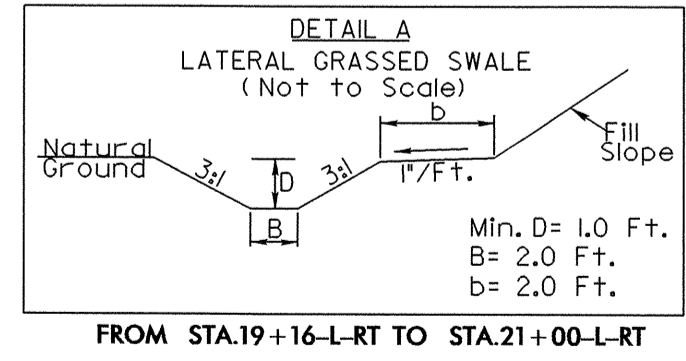 DETAIL A
LATERAL GRASSED SWALE
(Not to Scale)
b
Natural
Ground
3:1
D
3:1
1"/Ft.
Fill
Slope
B
Min. D= 1.0 Ft.
B= 2.0 Ft.
b= 2.0 Ft.
FROM STA.19+16-L-RT TO STA.21+00-L-RT